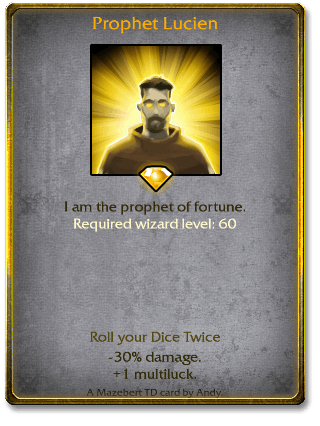 Prophet Lucien
I am the prophet of fortune.
Required wizard level: 60
Roll your Dice Twice
-30% damage.
+1 multiluck.
A Mazebert TD card by Andy...